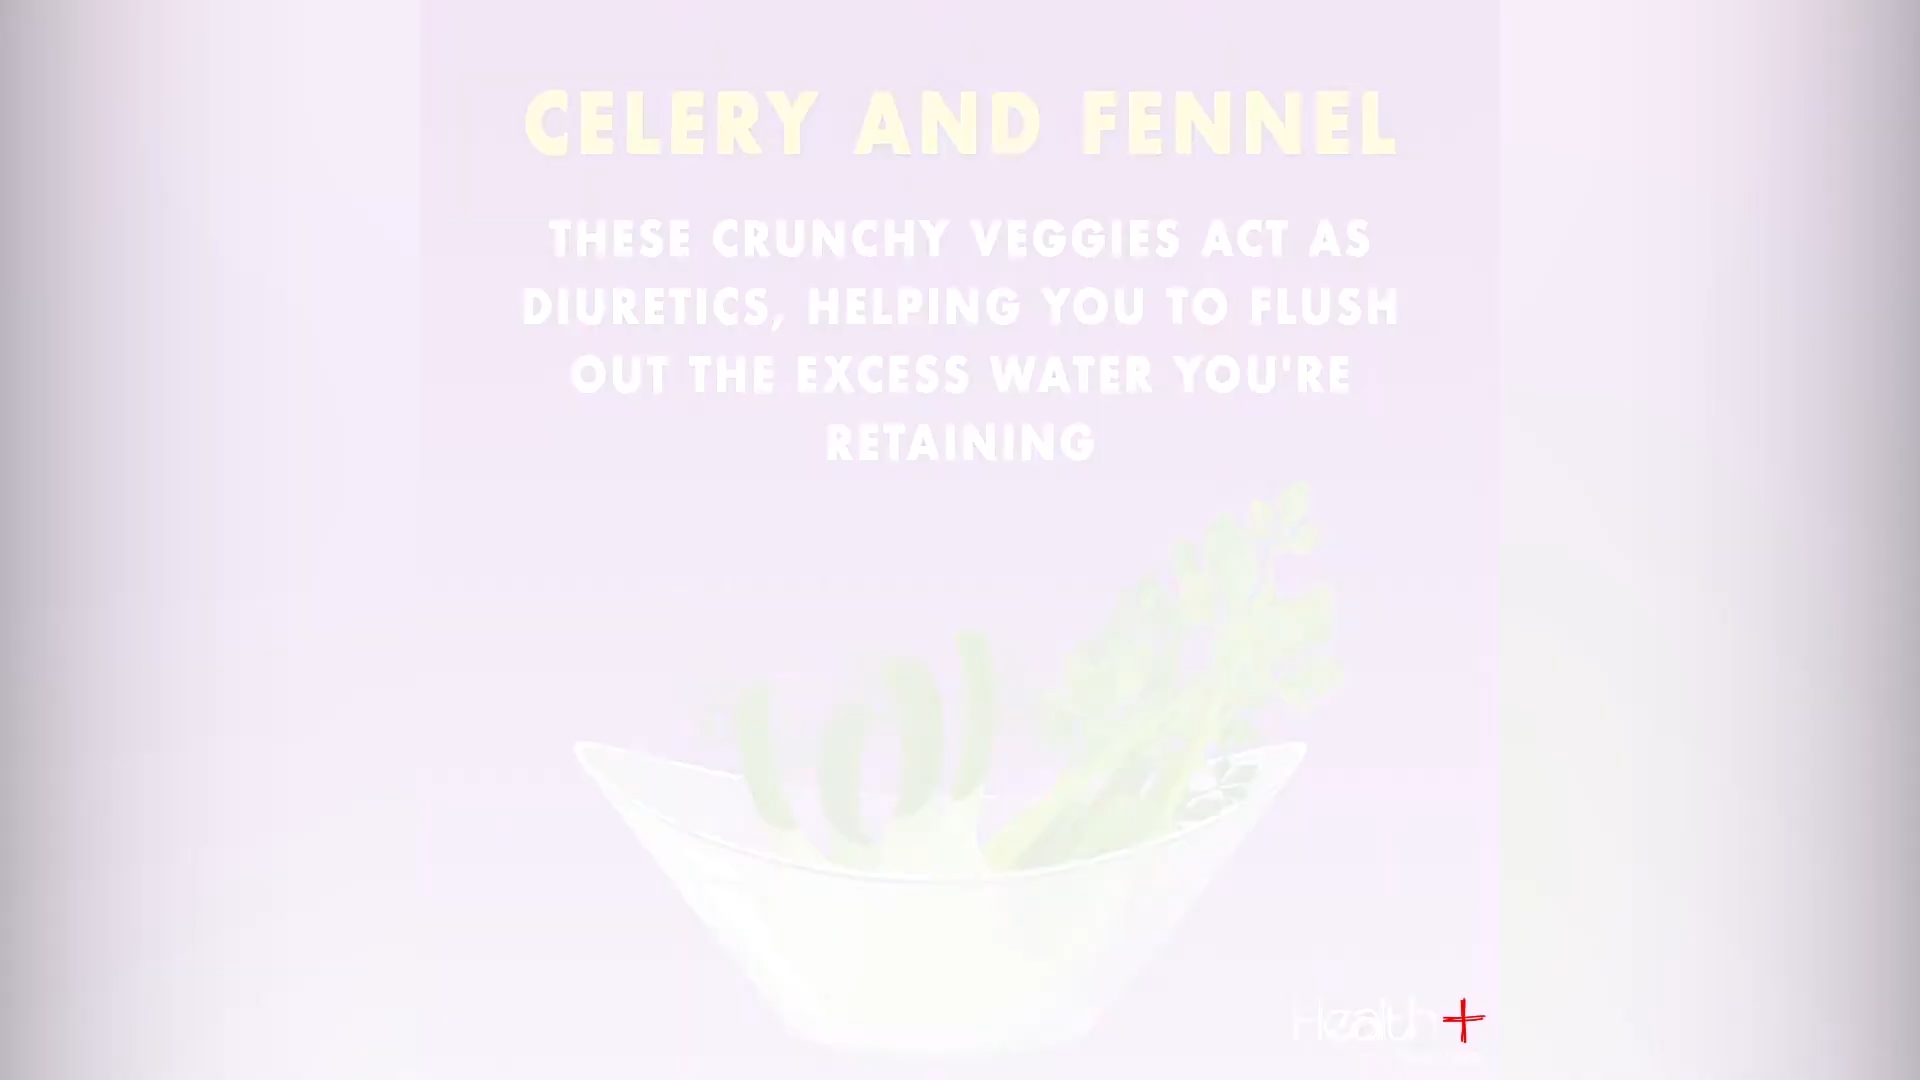 CELERY AND FENNEL
THESE CRUNCHY VEGGIES ACT AS
DIURETICS, HELPING YOU TO FLUSH
OUT THE EXCESS WATER YOU'RE
RETAINING
Health+